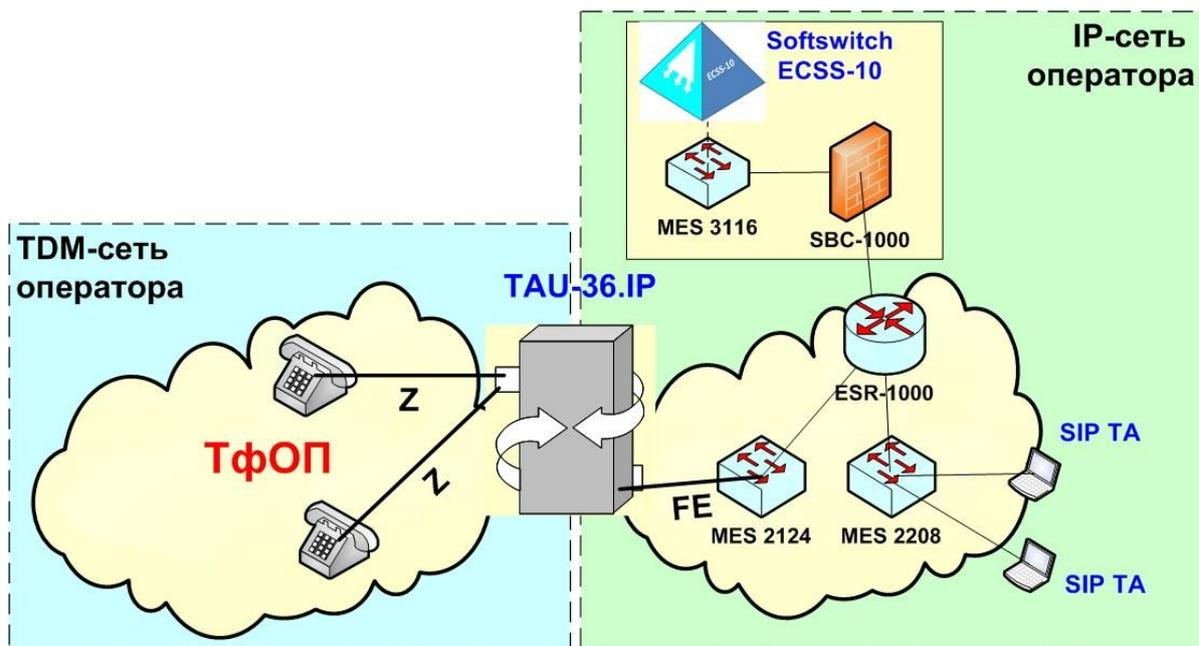 Softswitch
ECSS-10
IP-сеть
оператора
ECSS-10
MES 3116
SBC-1000
TDM-сеть
оператора
TAU-36.IP
ESR-1000
Z
SIP TA
ТфОП
Z
FE
MES 2124
MES 2208
SIP TA